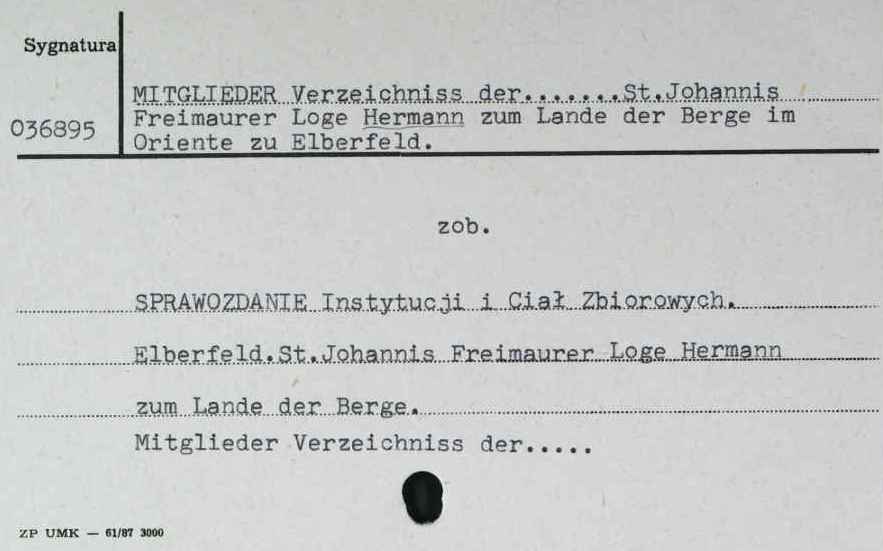 Sygnatura
MITGLIEDER Verzeichniss der.......St.Johannis
036895
Freimaurer Loge Hermann zum Lande der Berge im
Oriente zu Elberfeld.
zob.
SPRAWOZDANIE Instytucji i Ciał Zbiorowych.
Elberfeld.St.Johannis Freimaurer Loge Hermann
zum Lande der Berge.
Mitglieder Verzeichniss der.....
ZP UMK — 61/87 3000